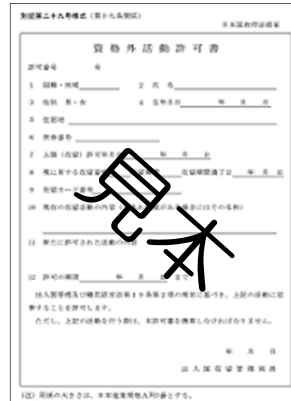 別記第二十九号様式（第十九条関係）
日本国政府法務省
資格外活動許可書
許可番号 号
1 国籍・地域 2 氏名
3 性別 男・女 4 生年月日 年 月 日
5 住居地
6 旅券番号
7 上陸（在留）許可年月日 年 月 日
8 現に有する在留資格 在留期間満了日 年 月 日
9 在留カード番号
10 現在の在留活動の内容
11 新たに許可された活動の内容
12 許可の期限 年 月 日まで
出入国管理及び難民認定法第19条第2項の規定に基づき、上記の活動に従
事することを許可します。
ただし、上記の活動を行う際は、本許可書を携帯しなければなりません。
年 月 日
出入国在留管理局長
見本
（注） 用紙の大きさは、日本産業規格A列5番とする。